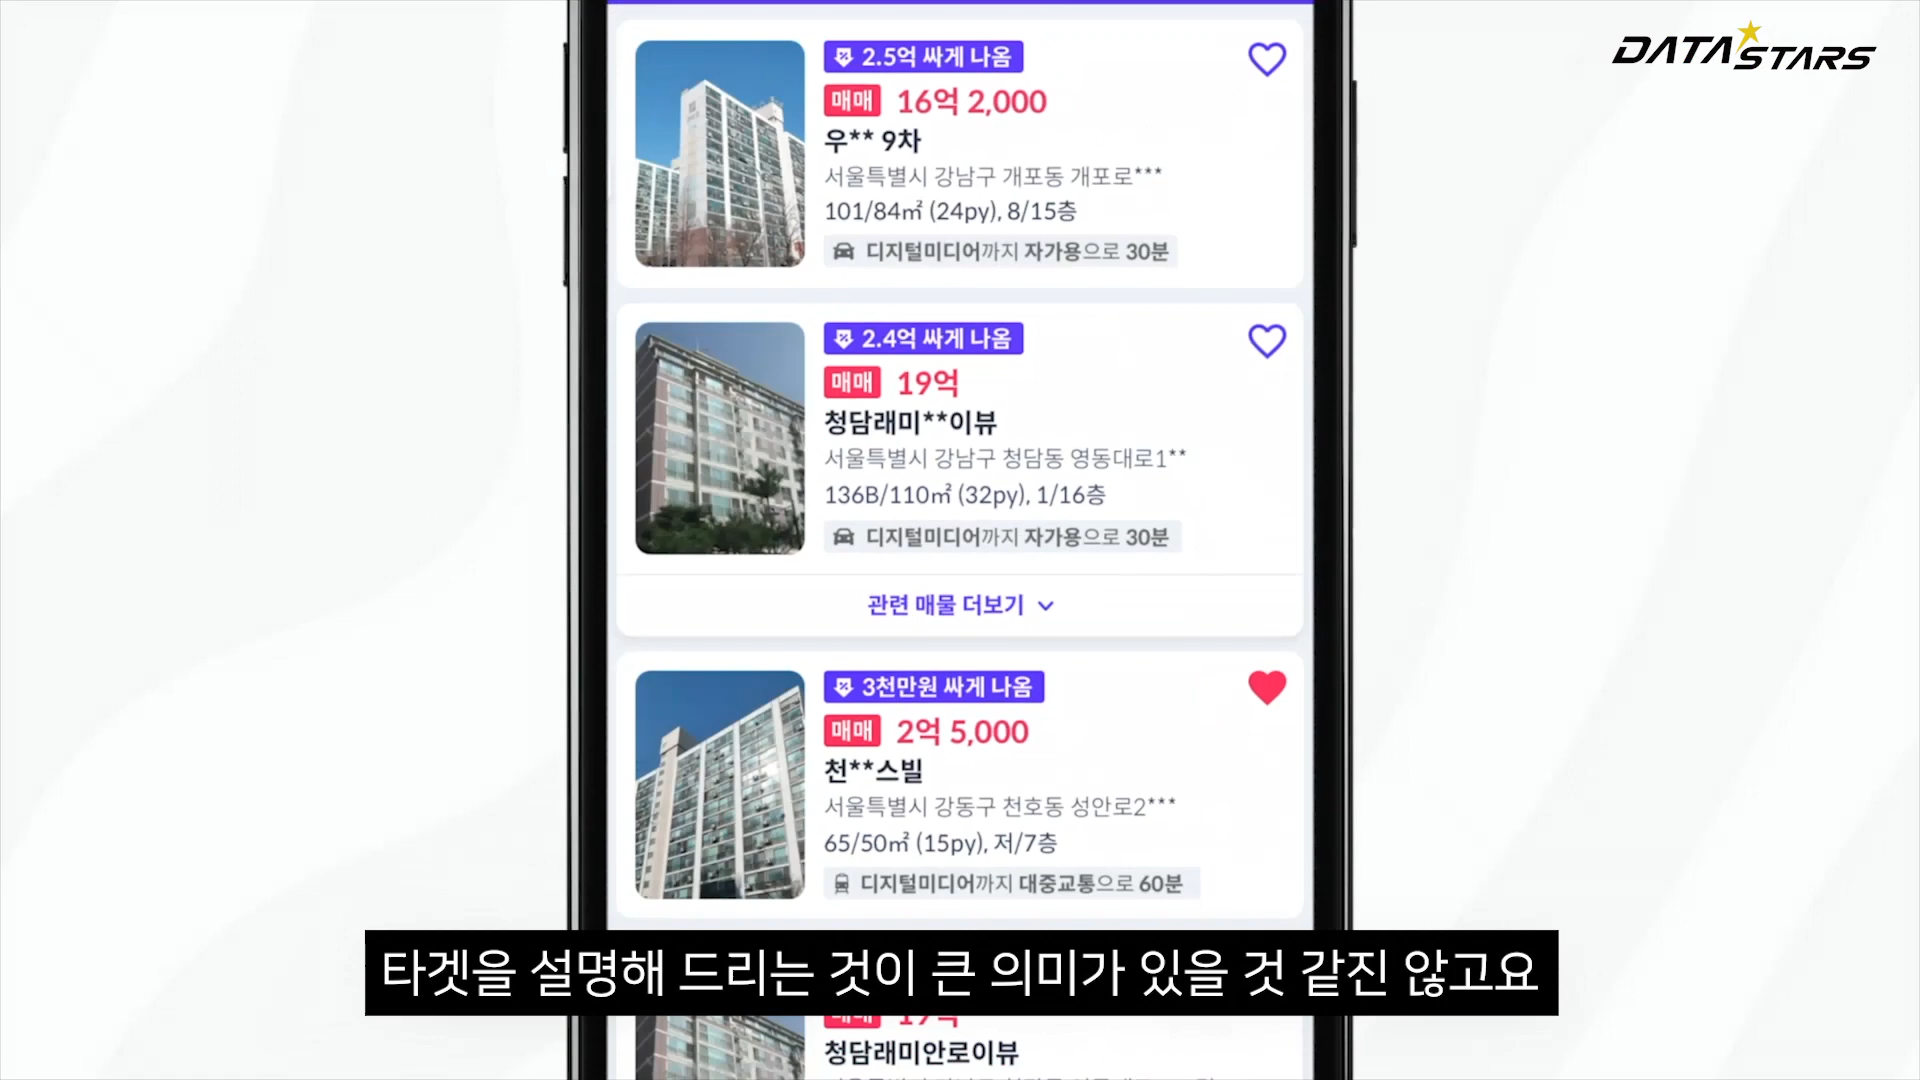 DATA STARS
2.5억 싸게 나옴
매매 16억 2,000
우** 9차
서울특별시 강남구 개포동 개포로***
101/84㎡ (24py), 8/15층
디지털미디어까지 자가용으로 30분
2.4억 싸게 나옴
매매 19억
청담래미**이뷰
서울특별시 강남구 청담동 영동대로1**
136B/110㎡ (32py), 1/16층
디지털미디어까지 자가용으로 30분
관련 매물 더보기
3천만원 싸게 나옴
매매 2억 5,000
천**스빌
서울특별시 강동구 천호동 성안로2***
65/50㎡ (15py), 저/7층
디지털미디어까지 대중교통으로 60분
타겟을 설명해 드리는 것이 큰 의미가 있을 것 같진 않고요
매매 19억
청담래미안로이뷰